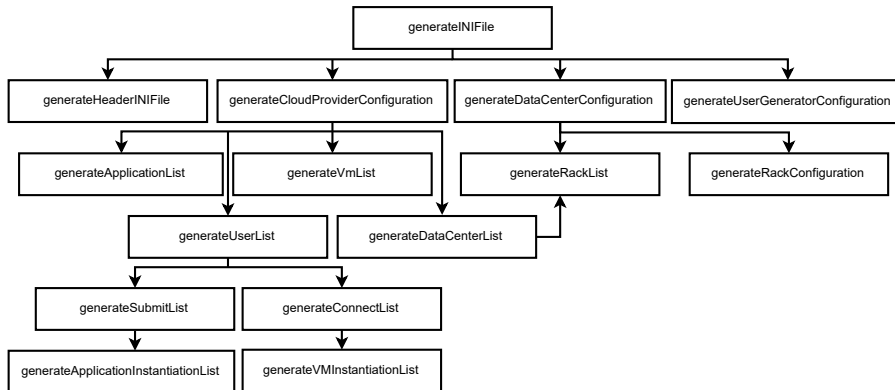 generateINIFile
generateHeaderINIFile
generateCloudProviderConfiguration
generateDataCenterConfiguration
generateUserGeneratorConfiguration
generateApplicationList
generateVmList
generateRackList
generateRackConfiguration
generateUserList
generateDataCenterList
generateSubmitList
generateConnectList
generateApplicationInstantiationList
generateVMInstantiationList